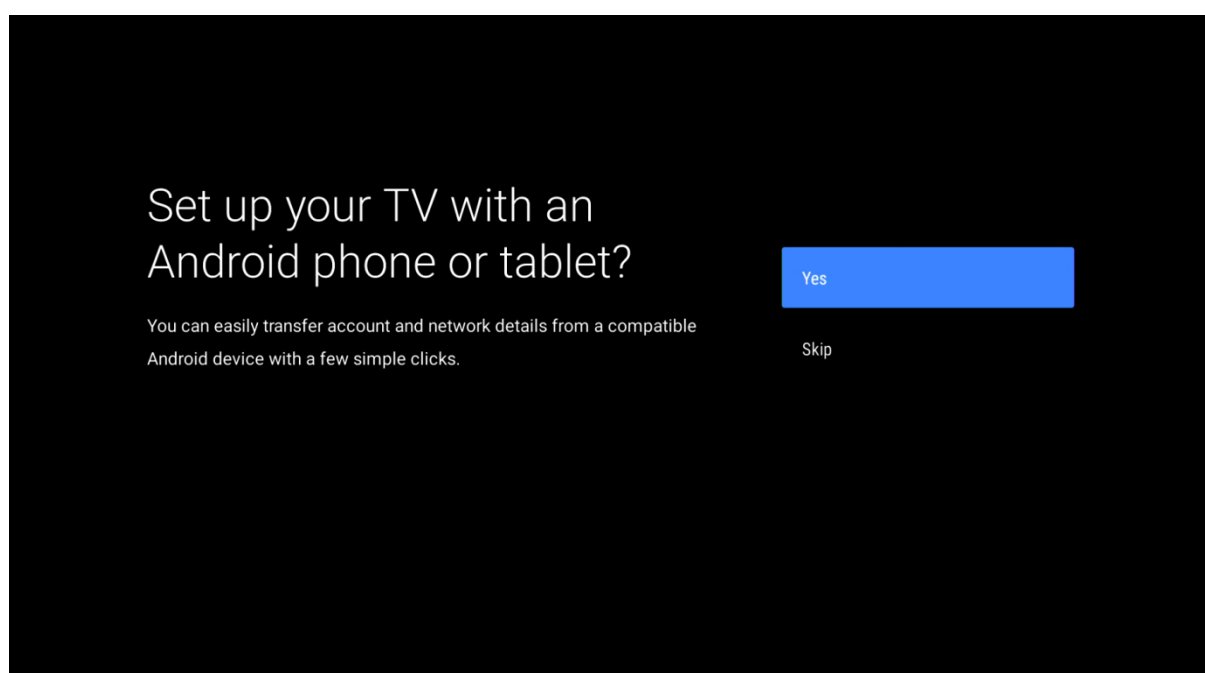 Set up your TV with an
Android phone or tablet?
You can easily transfer account and network details from a compatible
Android device with a few simple clicks.
Yes
Skip